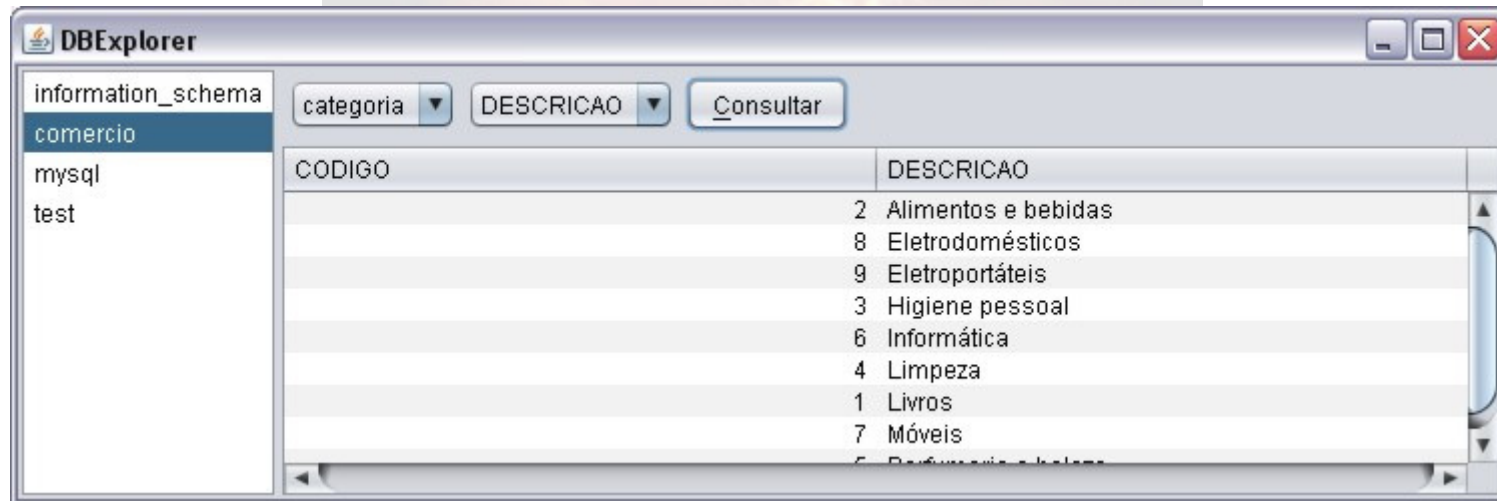 DBExplorer
information_schema
comercio
mysql
test
categoria DESCRICAO Consultar
CODIGO DESCRICAO
2 Alimentos e bebidas
8 Eletrodomésticos
9 Eletroportáteis
3 Higiene pessoal
6 Informática
4 Limpeza
1 Livros
7 Móveis